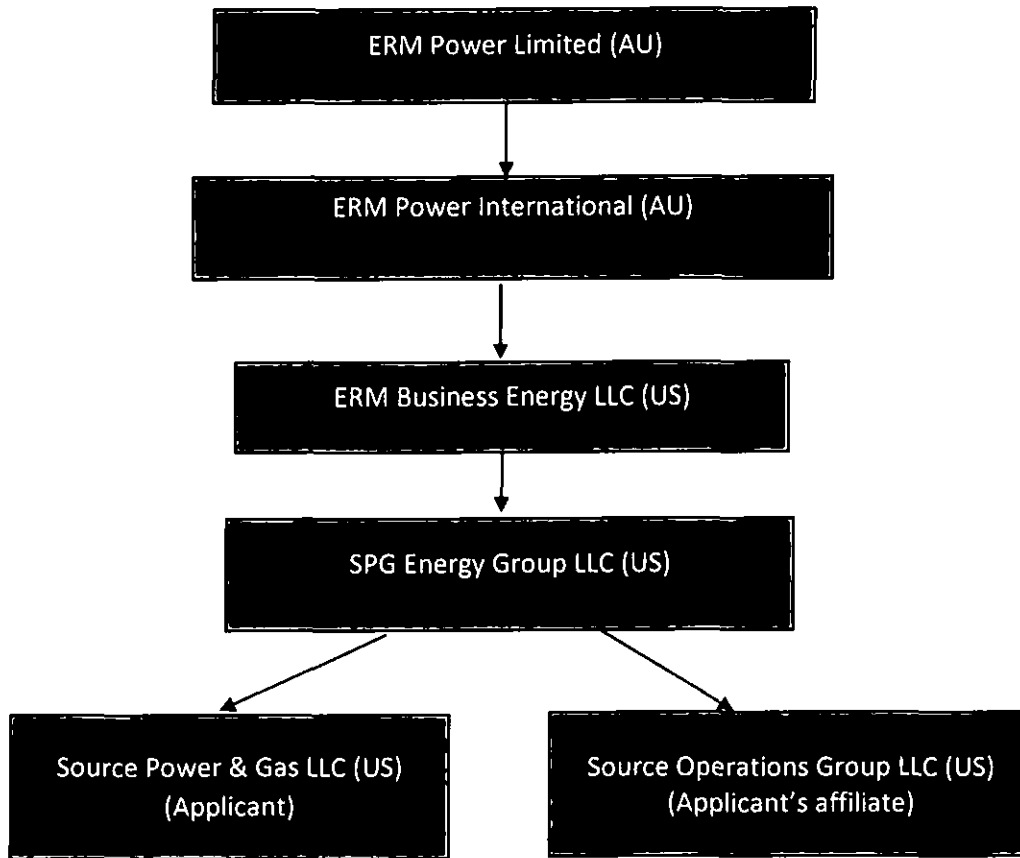 ERM Power Limited (AU)
ERM Power International (AU)
ERM Business Energy LLC (US)
SPG Energy Group LLC (US)
Source Power & Gas LLC (US)
(Applicant)
Source Operations Group LLC (US)
(Applicant's affiliate)